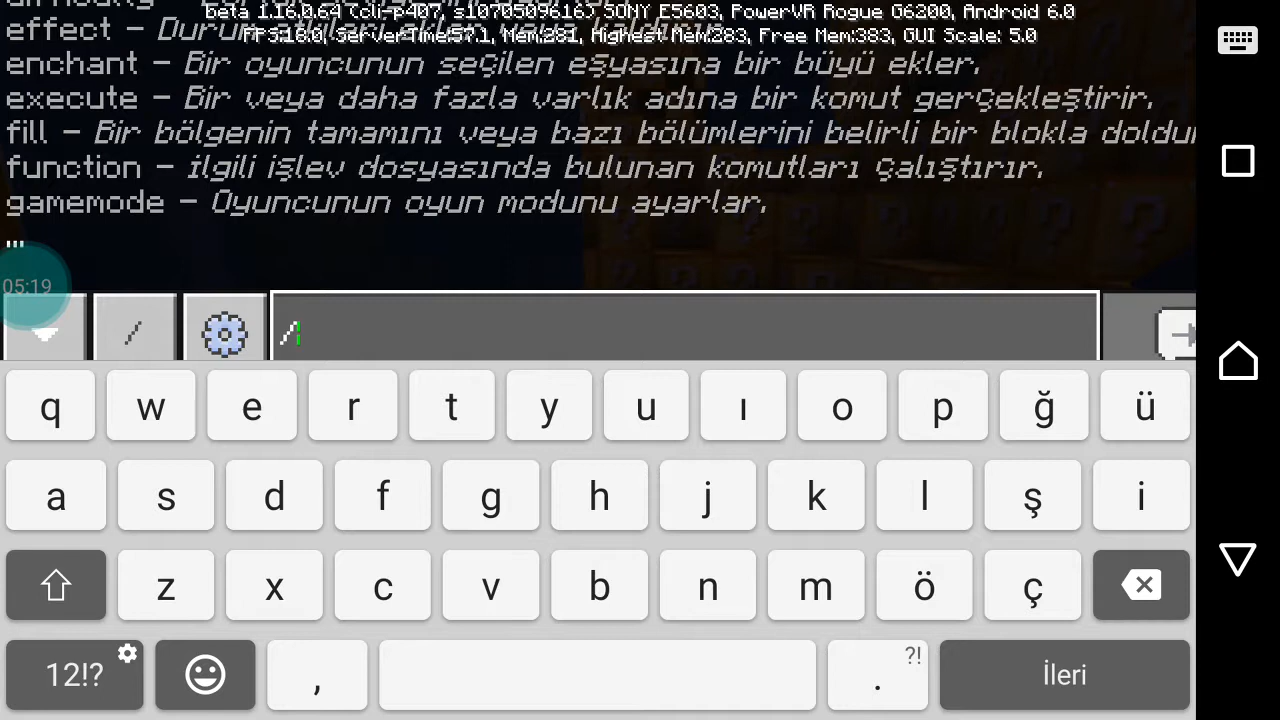 beta 1.16.0.64 (cli-p407, s10705096163 SONY E5603, PowerVR Rogue G6200, Android 6.0
FPS:16.0, ServerTime:57.1, Mem:281, Highest Mem:283, Free Mem:383, GUI Scale: 5.0
effect -
enchant - Bir oyuncunun seçilen eşyasına bir büyü ekler.
execute - Bir veya daha fazla varlık adına bir komut gerçekleştirir.
fill - Bir bölgenin tamamını veya bazı bölümlerini belirli bir blokla doldur
function - İlgili işlev dosyasında bulunan komutları çalıştırır.
gamemode - Oyuncunun oyun modunu ayarlar.
...
05:19
/ /
q w e r t y u ı o p ğ ü
a s d f g h j k l ş i
z x c v b n m ö ç
12!? , . ?! İleri